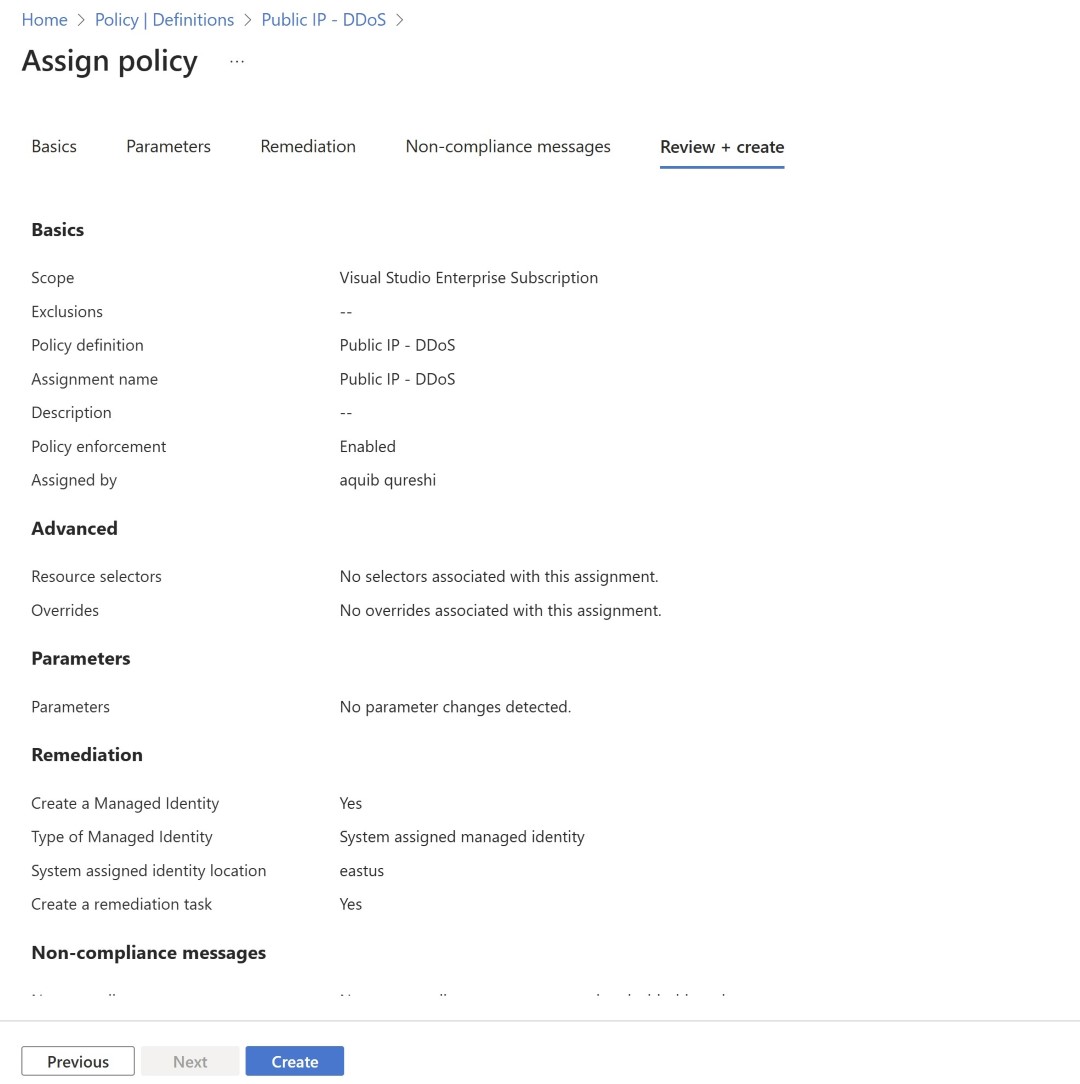 Home > Policy | Definitions > Public IP - DDoS >
Assign policy ...
Basics Parameters Remediation Non-compliance messages Review + create
Basics
Scope Visual Studio Enterprise Subscription
Exclusions --
Policy definition Public IP - DDoS
Assignment name Public IP - DDoS
Description --
Policy enforcement Enabled
Assigned by aquib qureshi
Advanced
Resource selectors No selectors associated with this assignment.
Overrides No overrides associated with this assignment.
Parameters
Parameters No parameter changes detected.
Remediation
Create a Managed Identity Yes
Type of Managed Identity System assigned managed identity
System assigned identity location eastus
Create a remediation task Yes
Non-compliance messages
Previous Next Create